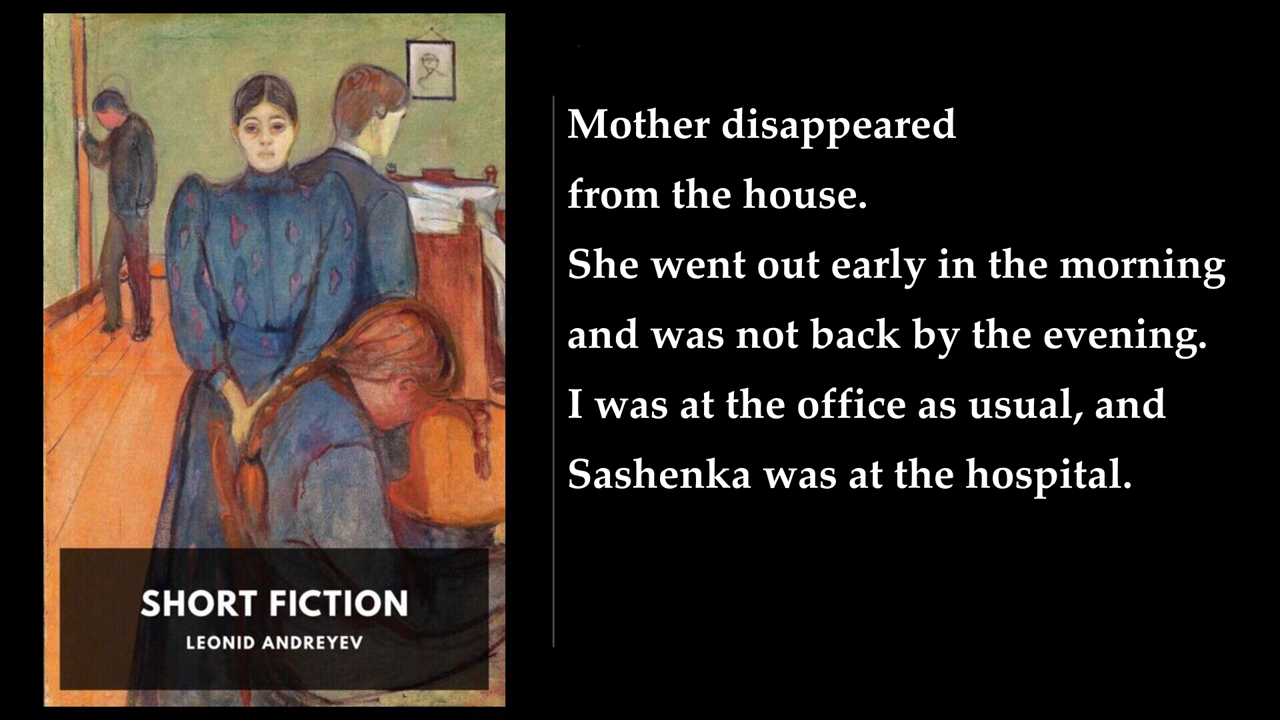 Mother disappeared
from the house.
She went out early in the morning
and was not back by the evening.
I was at the office as usual, and
Sashenka was at the hospital.
SHORT FICTION
LEONID ANDREYEV